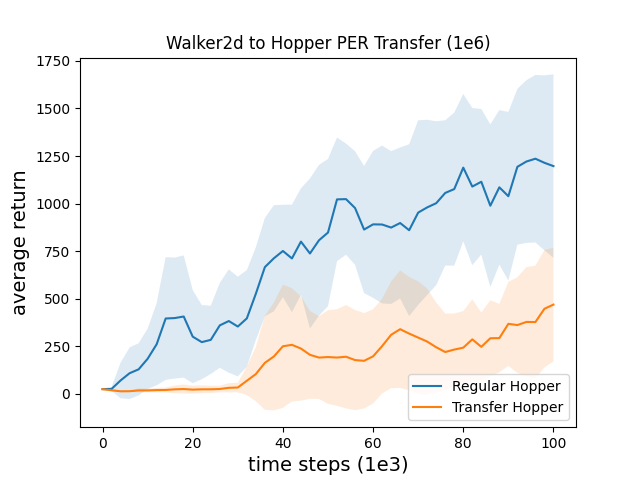 Walker2d to Hopper PER Transfer (1e6)
1750
1500
1250
1000
750
500
250
0
average return
0
20
40
60
80
100
time steps (1e3)
Regular Hopper
Transfer Hopper